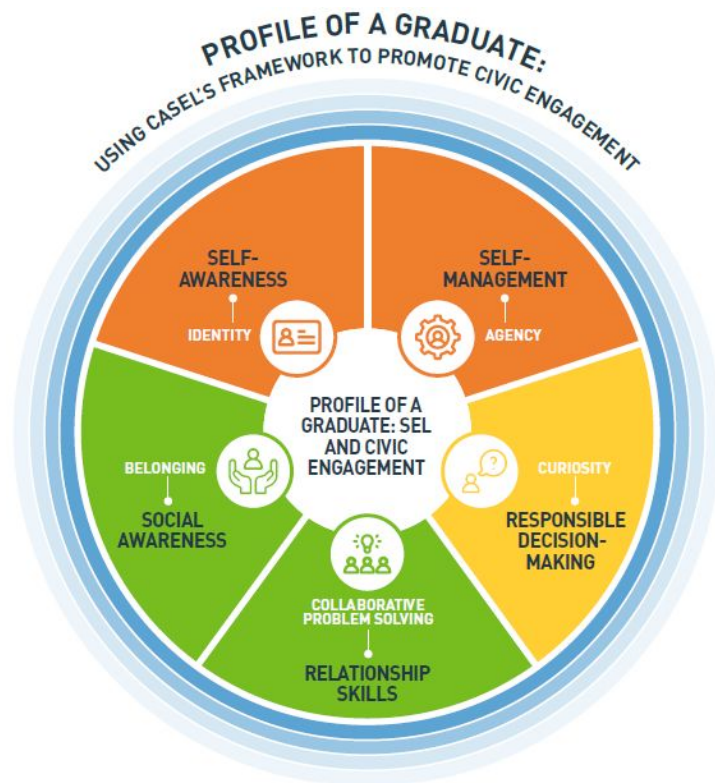 PROFILE OF A GRADUATE:
USING CASEL'S FRAMEWORK TO PROMOTE CIVIC ENGAGEMENT
SELF-
AWARENESS
IDENTITY
SELF-
MANAGEMENT
AGENCY
PROFILE OF A
GRADUATE: SEL
AND CIVIC
ENGAGEMENT
BELONGING
SOCIAL
AWARENESS
?
CURIOSITY
RESPONSIBLE
DECISION-
MAKING
COLLABORATIVE
PROBLEM SOLVING
RELATIONSHIP
SKILLS